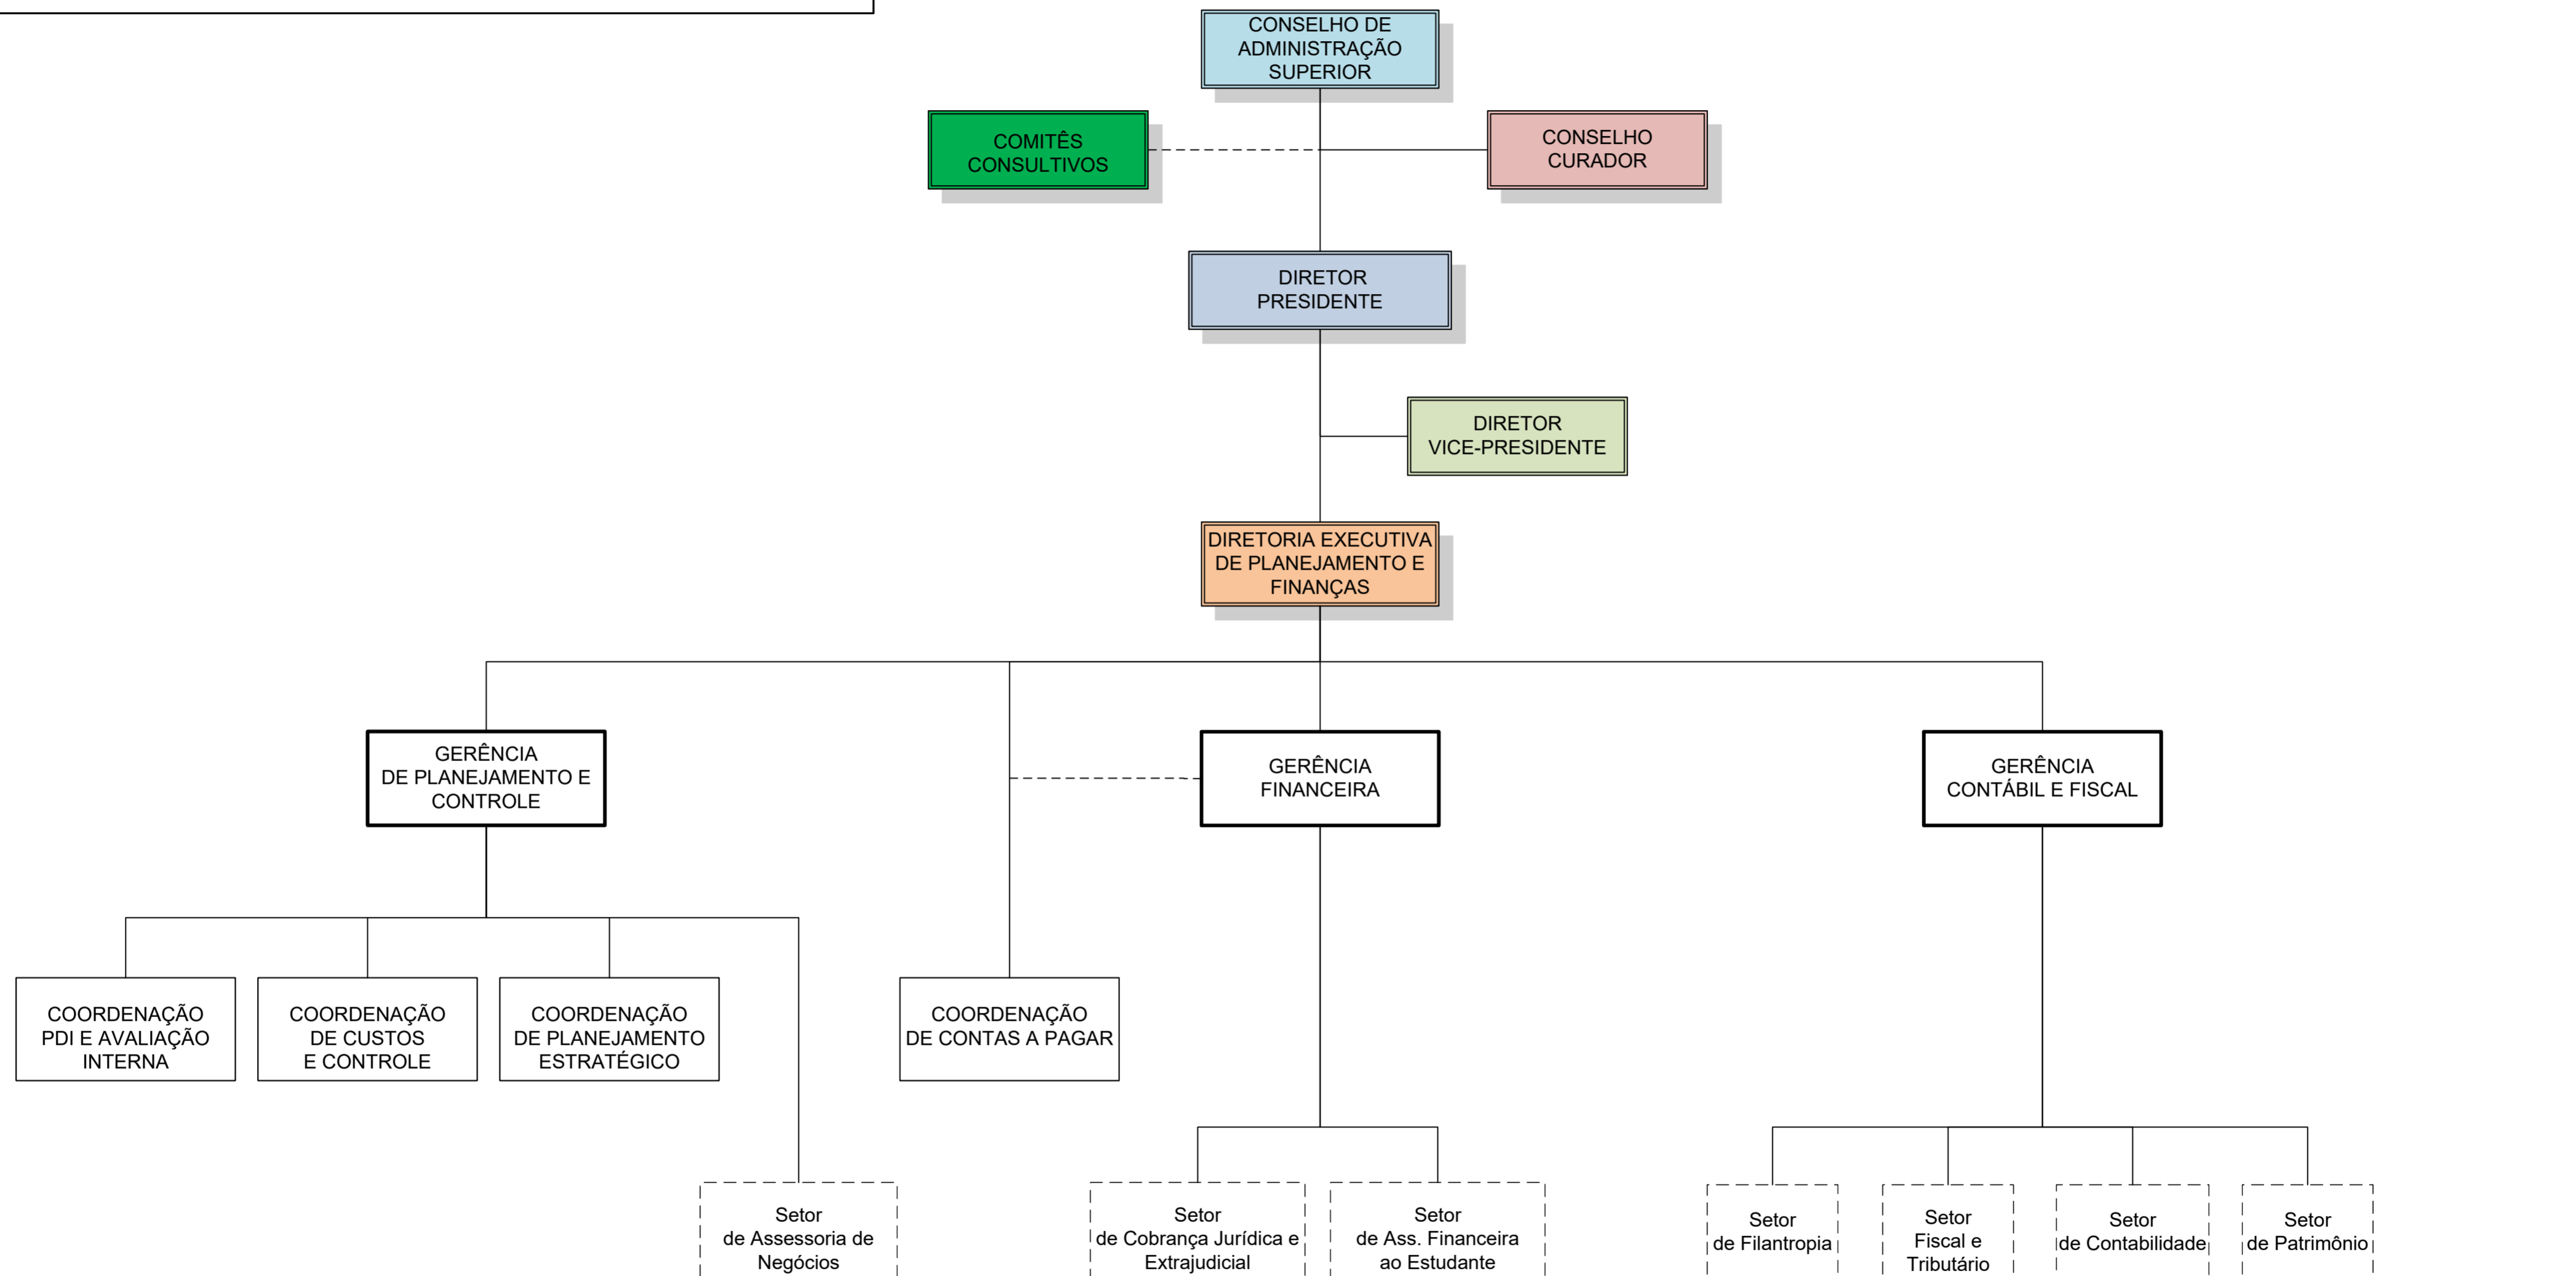 CONSELHO DE
ADMINISTRAÇÃO
SUPERIOR
COMITÊS
CONSULTIVOS
CONSELHO
CURADOR
DIRETOR
PRESIDENTE
DIRETOR
VICE-PRESIDENTE
DIRETORIA EXECUTIVA
DE PLANEJAMENTO E
FINANÇAS
GERÊNCIA
DE PLANEJAMENTO E
CONTROLE
GERÊNCIA
FINANCEIRA
GERÊNCIA
CONTÁBIL E FISCAL
COORDENAÇÃO
PDI E AVALIAÇÃO
INTERNA
COORDENAÇÃO
DE CUSTOS
E CONTROLE
COORDENAÇÃO
DE PLANEJAMENTO
ESTRATÉGICO
COORDENAÇÃO
DE CONTAS A PAGAR
Setor
de Assessoria de
Negócios
Setor
de Cobrança Jurídica e
Extrajudicial
Setor
de Ass. Financeira
ao Estudante
Setor
de Filantropia
Setor
Fiscal e
Tributário
Setor
de Contabilidade
Setor
de Patrimônio